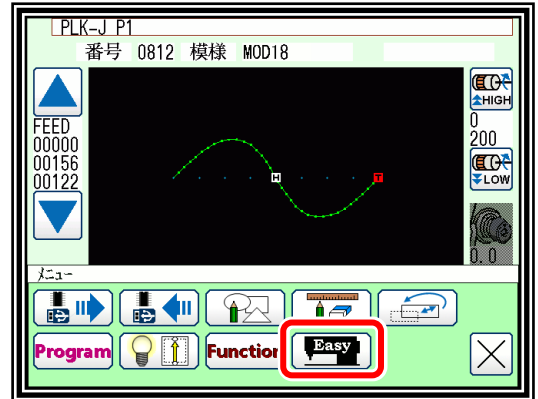 PLK-J P1
番号 0812 模様 MOD18
HIGH
FEED
00000
00156
00122
0
200
LOW
H
T
0.0
メニュー
Program
Function
Easy